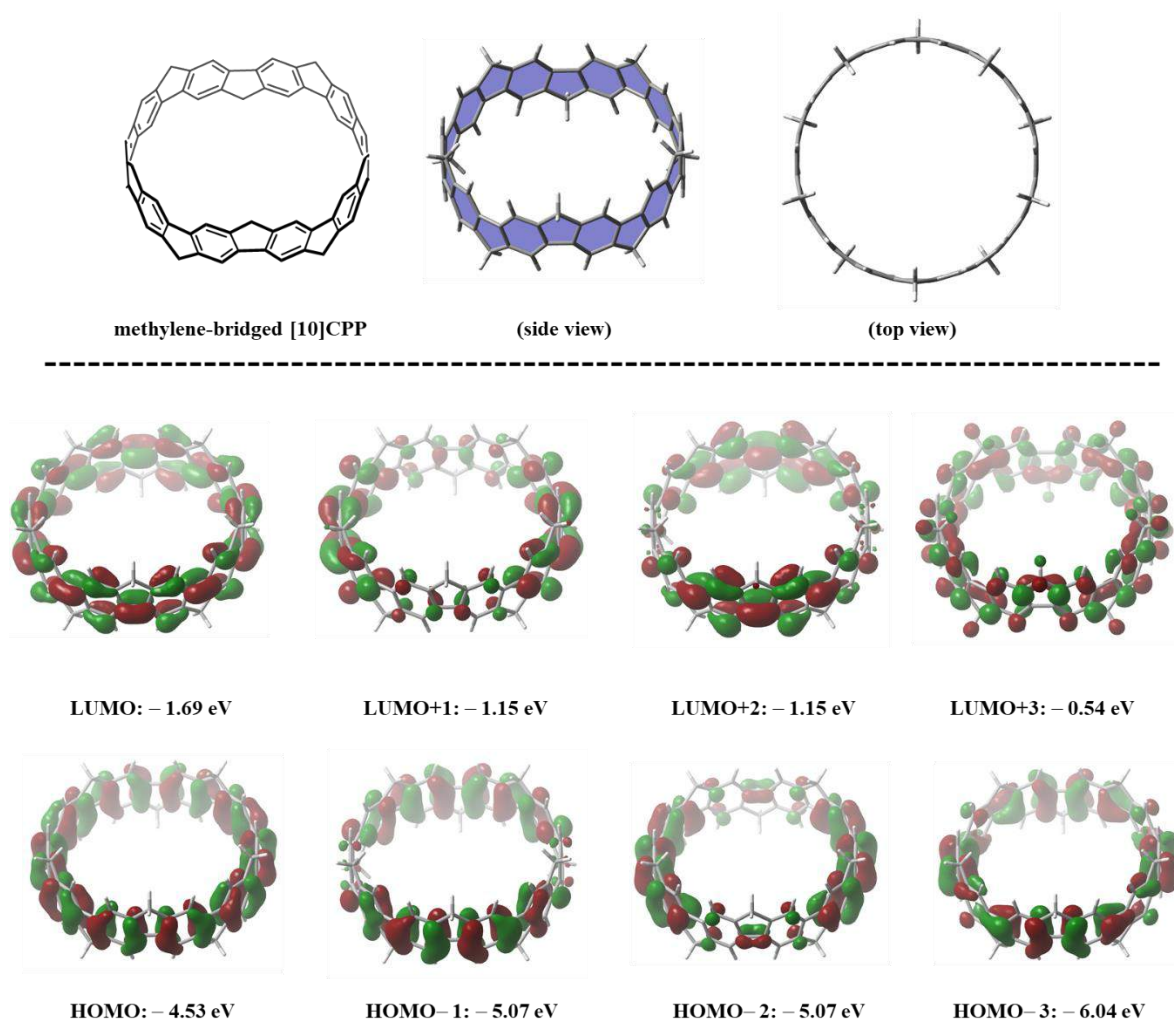 methylene-bridged [10]CPP (side view) (top view)
LUMO: – 1.69 eV LUMO+1: – 1.15 eV LUMO+2: – 1.15 eV LUMO+3: – 0.54 eV
HOMO: – 4.53 eV HOMO– 1: – 5.07 eV HOMO– 2: – 5.07 eV HOMO– 3: – 6.04 eV